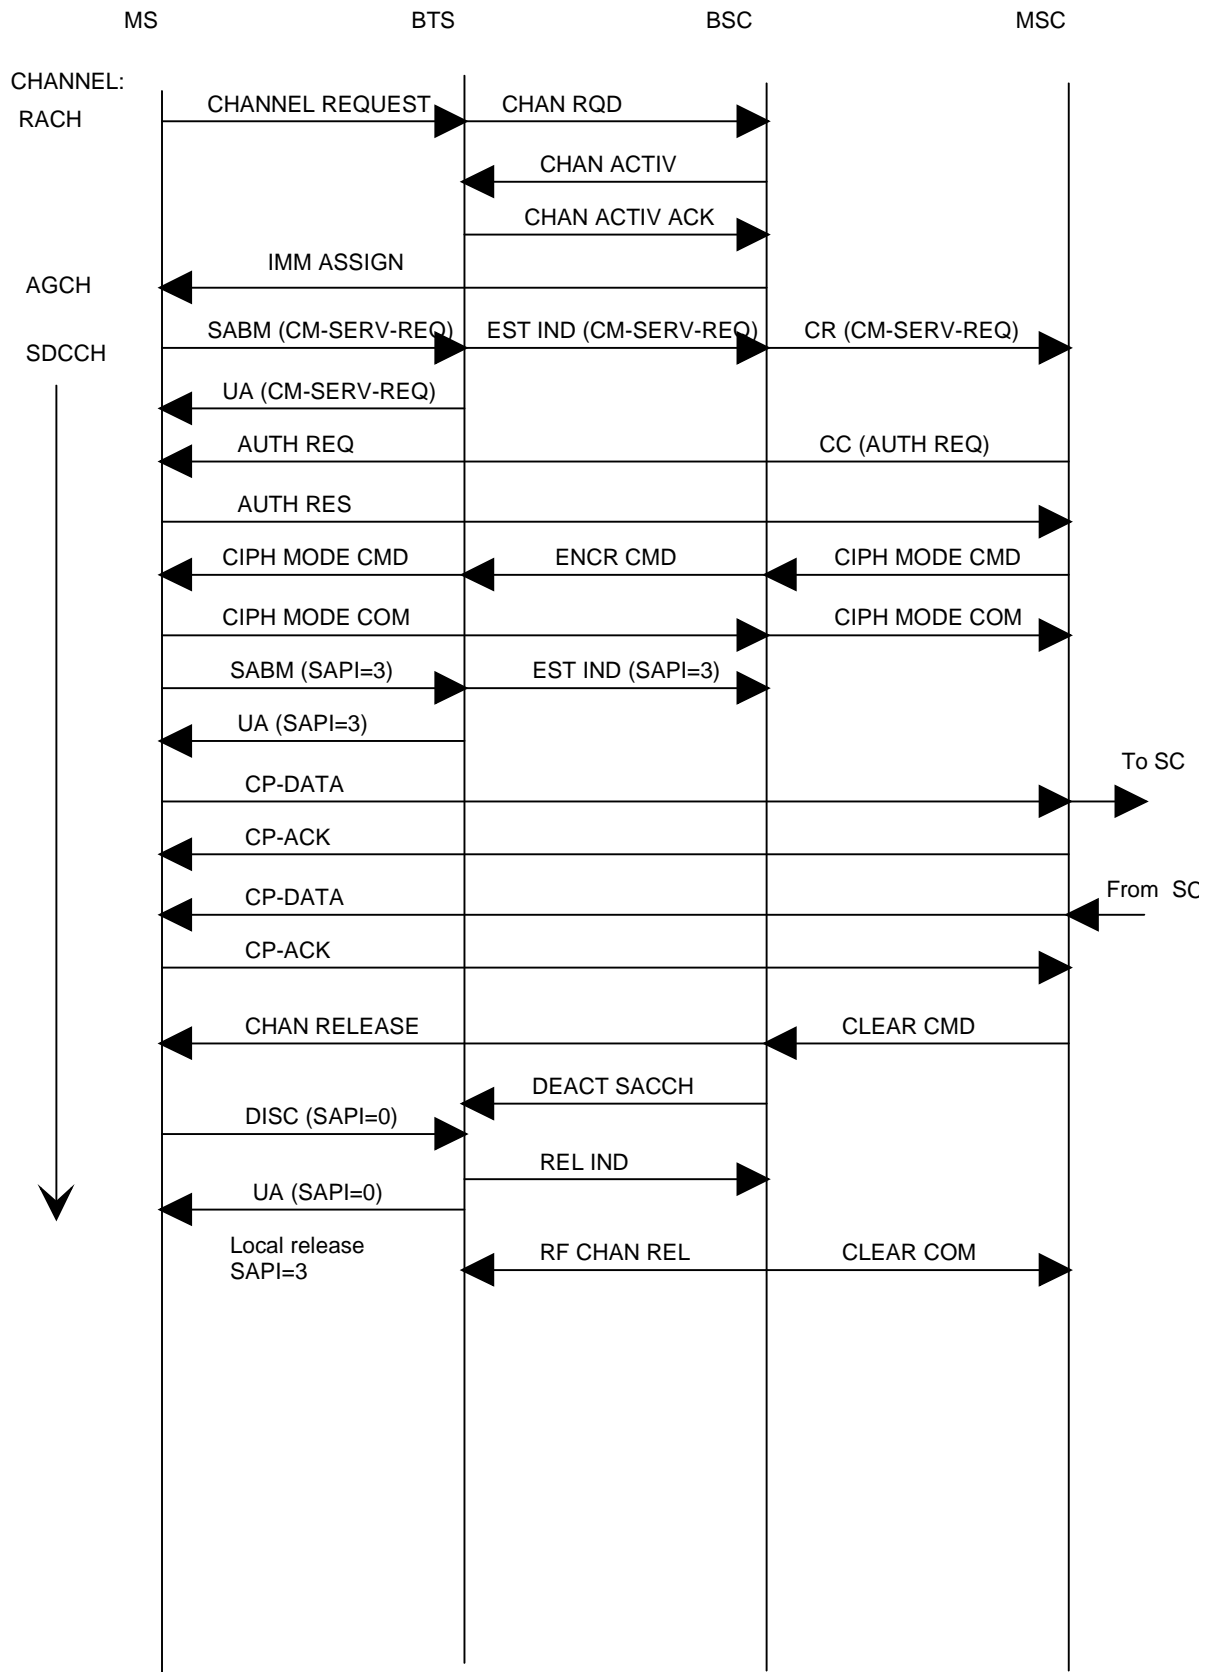 MS BTS BSC MSC
CHANNEL:
RACH CHANNEL REQUEST CHAN RQD
CHAN ACTIV
CHAN ACTIV ACK
AGCH IMM ASSIGN
SDCCH SABM (CM-SERV-REQ) EST IND (CM-SERV-REQ) CR (CM-SERV-REQ)
UA (CM-SERV-REQ)
AUTH REQ CC (AUTH REQ)
AUTH RES
CIPH MODE CMD ENCR CMD CIPH MODE CMD
CIPH MODE COM CIPH MODE COM
SABM (SAPI=3) EST IND (SAPI=3)
UA (SAPI=3)
To SC
CP-DATA
CP-ACK
CP-DATA From SC
CP-ACK
CHAN RELEASE CLEAR CMD
DEACT SACCH
DISC (SAPI=0)
REL IND
UA (SAPI=0)
Local release RF CHAN REL CLEAR COM
SAPI=3